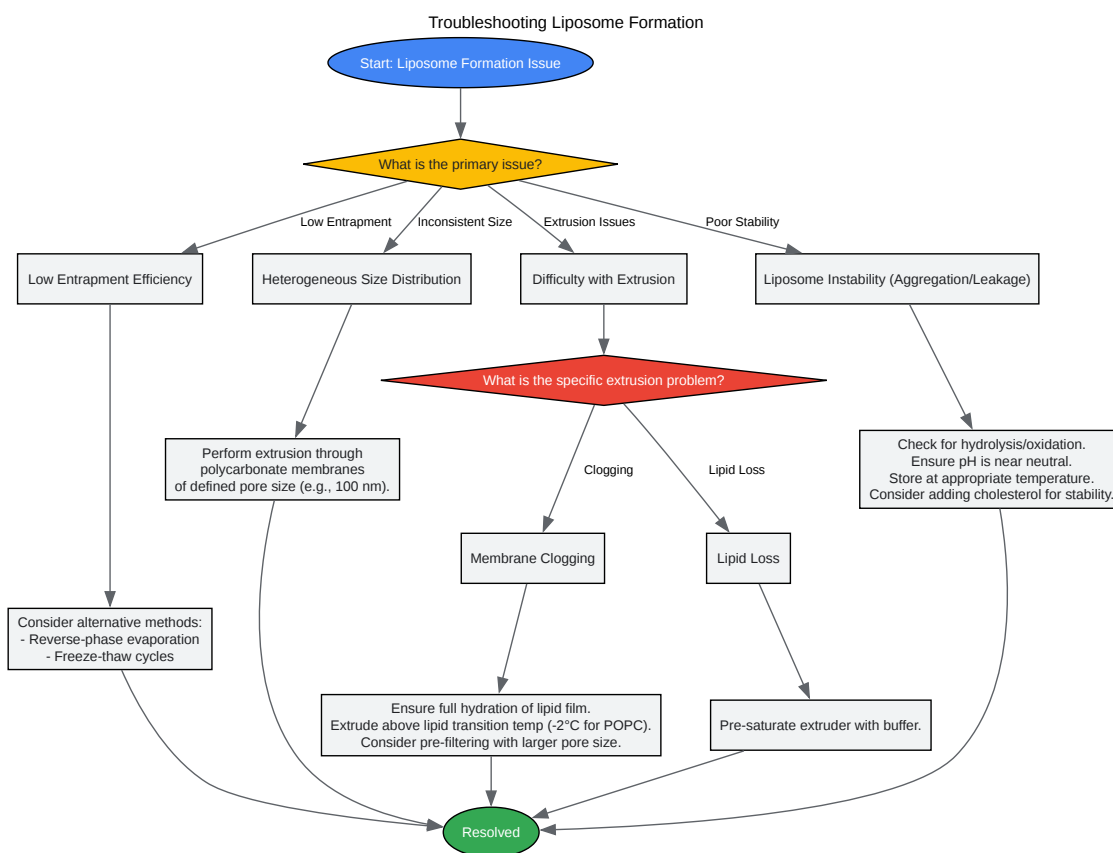 Troubleshooting Liposome Formation
Start: Liposome Formation Issue
What is the primary issue?
Low Entrapment
Inconsistent Size
Extrusion Issues
Poor Stability
Low Entrapment Efficiency
Heterogeneous Size Distribution
Difficulty with Extrusion
Liposome Instability (Aggregation/Leakage)
What is the specific extrusion problem?
Perform extrusion through
polycarbonate membranes
of defined pore size (e.g., 100 nm).
Clogging
Lipid Loss
Check for hydrolysis/oxidation.
Ensure pH is near neutral.
Store at appropriate temperature.
Consider adding cholesterol for stability.
Membrane Clogging
Lipid Loss
Consider alternative methods:
- Reverse-phase evaporation
- Freeze-thaw cycles
Ensure full hydration of lipid film.
Extrude above lipid transition temp (-2°C for POPC).
Consider pre-filtering with larger pore size.
Pre-saturate extruder with buffer.
Resolved